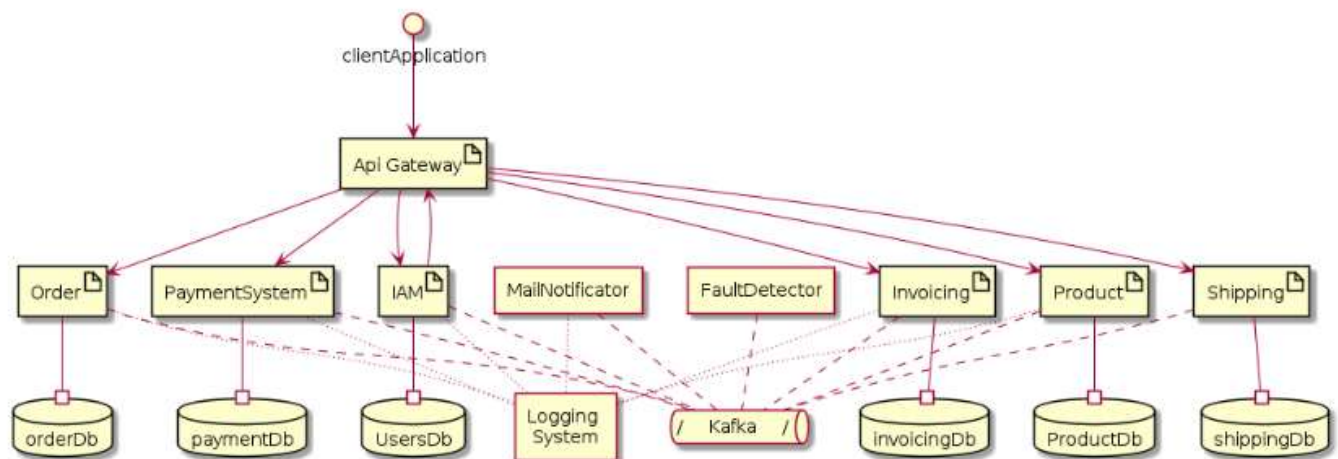 clientApplication
Api Gateway
Order
PaymentSystem
IAM
MailNotificator
FaultDetector
Invoicing
Product
Shipping
orderDb
paymentDb
UsersDb
Logging
System
/ Kafka /
invoicingDb
ProductDb
shippingDb